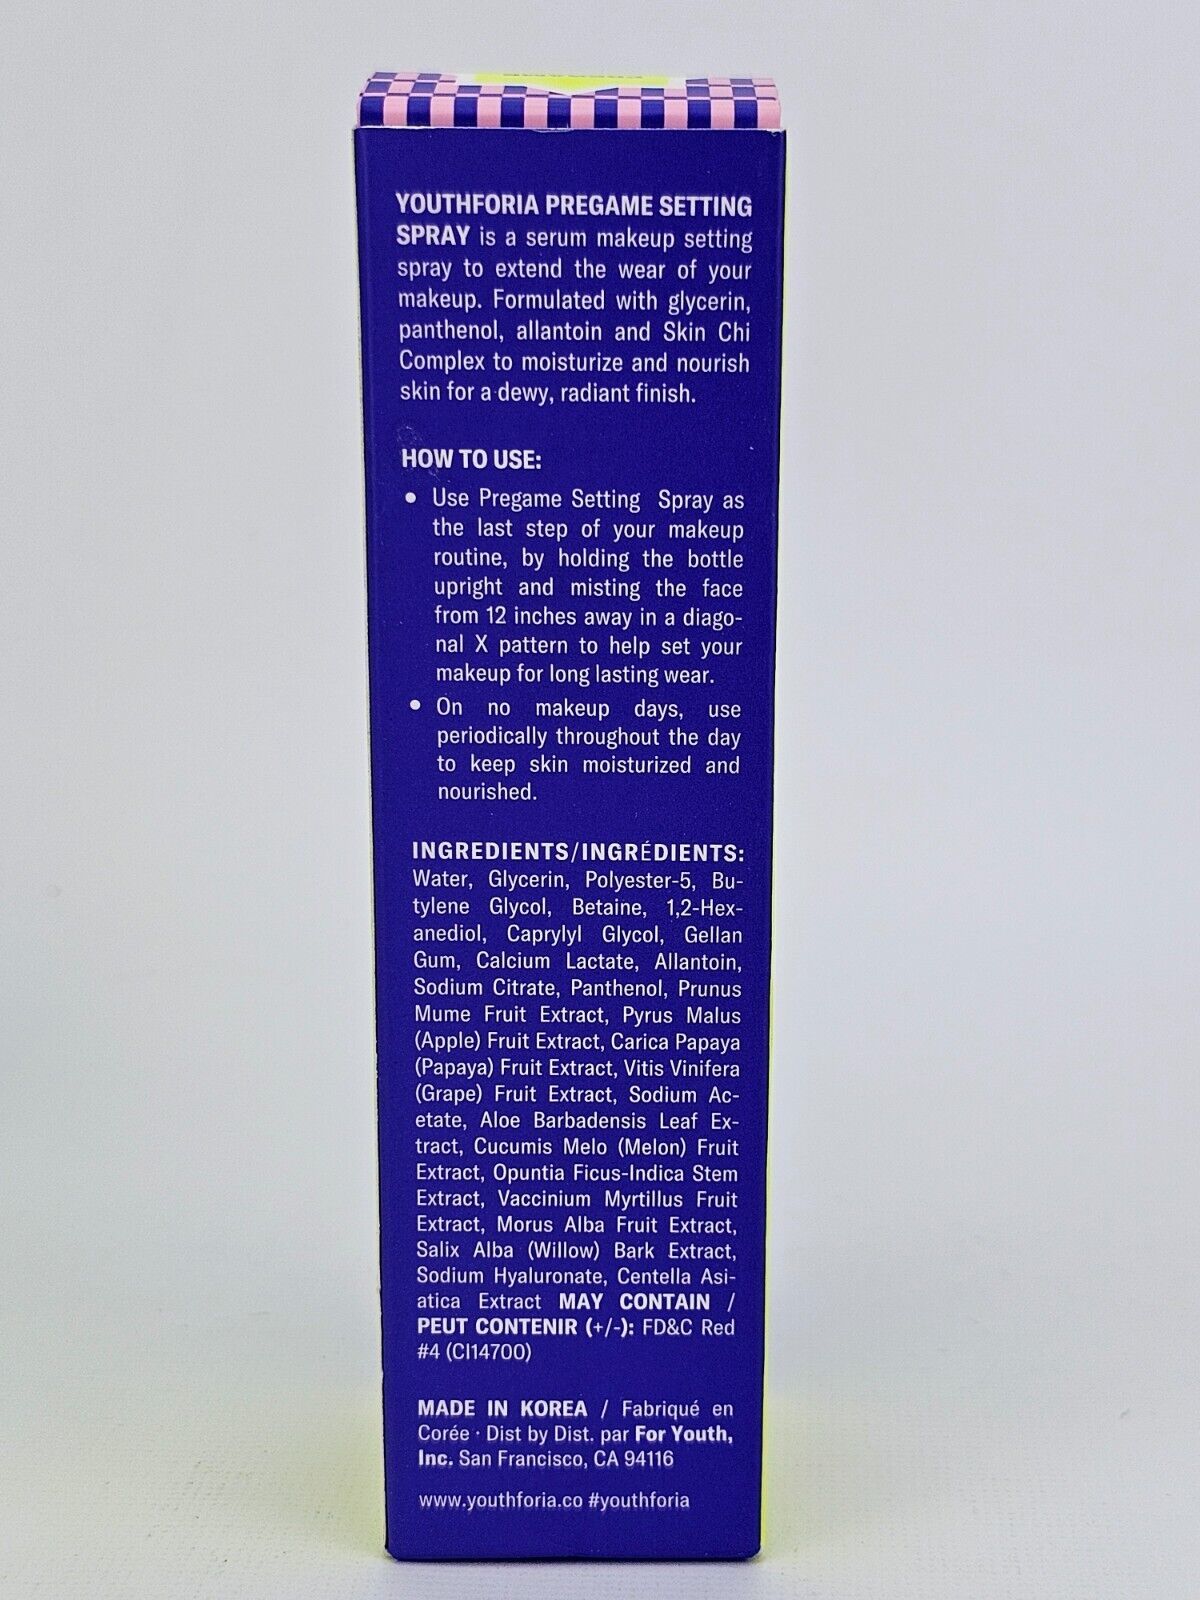 YOUTHFORIA PREGAME SETTING
SPRAY is a serum makeup setting
spray to extend the wear of your
makeup. Formulated with glycerin,
panthenol, allantoin and Skin Chi
Complex to moisturize and nourish
skin for a dewy, radiant finish.
HOW TO USE:
• Use Pregame Setting Spray as
the last step of your makeup
routine, by holding the bottle
upright and misting the face
from 12 inches away in a diago-
nal X pattern to help set your
makeup for long lasting wear.
• On no makeup days, use
periodically throughout the day
to keep skin moisturized and
nourished.
INGREDIENTS/INGRÉDIENTS:
Water, Glycerin, Polyester-5, Bu-
tylene Glycol, Betaine, 1,2-Hex-
anediol, Caprylyl Glycol, Gellan
Gum, Calcium Lactate, Allantoin,
Sodium Citrate, Panthenol, Prunus
Mume Fruit Extract, Pyrus Malus
(Apple) Fruit Extract, Carica Papaya
(Papaya) Fruit Extract, Vitis Vinifera
(Grape) Fruit Extract, Sodium Ac-
etate, Aloe Barbadensis Leaf Ex-
tract, Cucumis Melo (Melon) Fruit
Extract, Opuntia Ficus-Indica Stem
Extract, Vaccinium Myrtillus Fruit
Extract, Morus Alba Fruit Extract,
Salix Alba (Willow) Bark Extract,
Sodium Hyaluronate, Centella Asi-
atica Extract MAY CONTAIN /
PEUT CONTENIR (+/-): FD&C Red
#4 (CI14700)
MADE IN KOREA / Fabriqué en
Corée · Dist by Dist. par For Youth,
Inc. San Francisco, CA 94116
www.youthforia.co #youthforia